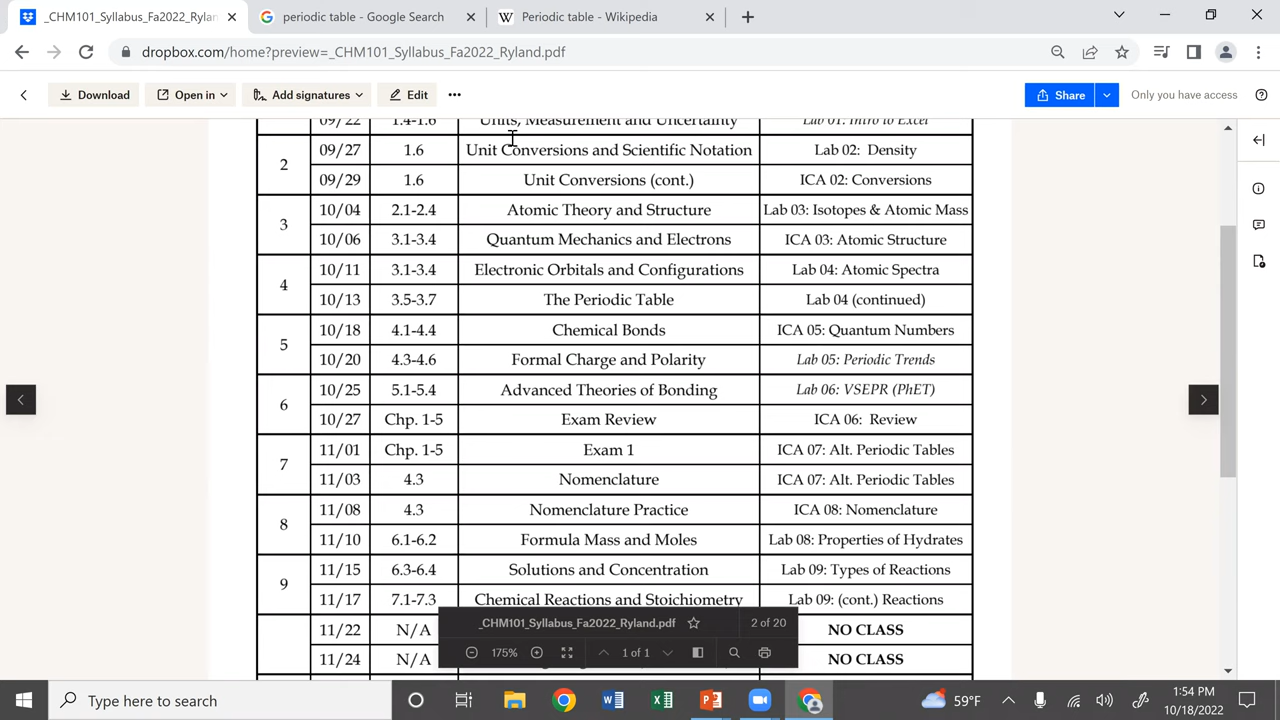 _CHM101_Syllabus_Fa2022_Rylan
periodic table - Google Search
Periodic table - Wikipedia
dropbox.com/home?preview=_CHM101_Syllabus_Fa2022_Ryland.pdf
Download Open in Add signatures Edit Share Only you have access
09/22 1.4-1.6 Units, Measurement and Uncertainty Lab 01: Intro to Excel
2 09/27 1.6 Unit Conversions and Scientific Notation Lab 02: Density
09/29 1.6 Unit Conversions (cont.) ICA 02: Conversions
3 10/04 2.1-2.4 Atomic Theory and Structure Lab 03: Isotopes & Atomic Mass
10/06 3.1-3.4 Quantum Mechanics and Electrons ICA 03: Atomic Structure
4 10/11 3.1-3.4 Electronic Orbitals and Configurations Lab 04: Atomic Spectra
10/13 3.5-3.7 The Periodic Table Lab 04 (continued)
5 10/18 4.1-4.4 Chemical Bonds ICA 05: Quantum Numbers
10/20 4.3-4.6 Formal Charge and Polarity Lab 05: Periodic Trends
6 10/25 5.1-5.4 Advanced Theories of Bonding Lab 06: VSEPR (PhET)
10/27 Chp. 1-5 Exam Review ICA 06: Review
7 11/01 Chp. 1-5 Exam 1 ICA 07: Alt. Periodic Tables
11/03 4.3 Nomenclature ICA 07: Alt. Periodic Tables
8 11/08 4.3 Nomenclature Practice ICA 08: Nomenclature
11/10 6.1-6.2 Formula Mass and Moles Lab 08: Properties of Hydrates
9 11/15 6.3-6.4 Solutions and Concentration Lab 09: Types of Reactions
11/17 7.1-7.3 Chemical Reactions and Stoichiometry Lab 09: (cont.) Reactions
11/22 N/A NO CLASS
11/24 N/A NO CLASS
_CHM101_Syllabus_Fa2022_Ryland.pdf 2 of 20
175% 1 of 1
Type here to search
59°F
1:54 PM
10/18/2022